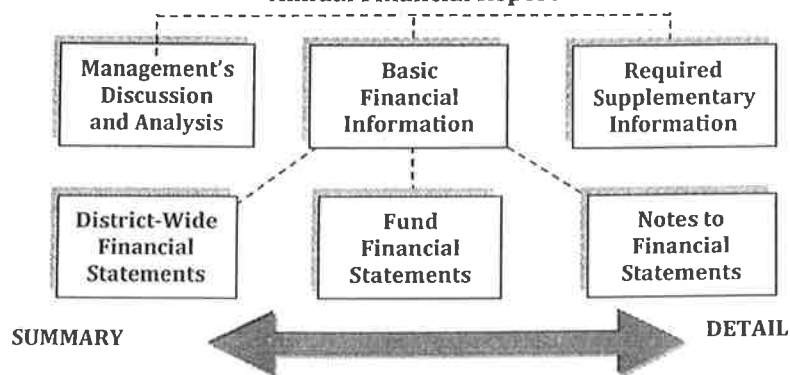 Management's
Discussion
and Analysis
Basic
Financial
Information
Required
Supplementary
Information
District-Wide
Financial
Statements
Fund
Financial
Statements
Notes to
Financial
Statements
SUMMARY
DETAIL